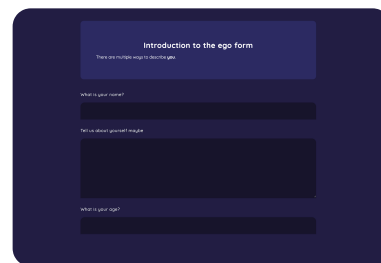 Introduction to the ego form
There are multiple ways to describe you.
What is your name?
Tell us about yourself maybe
What is your age?